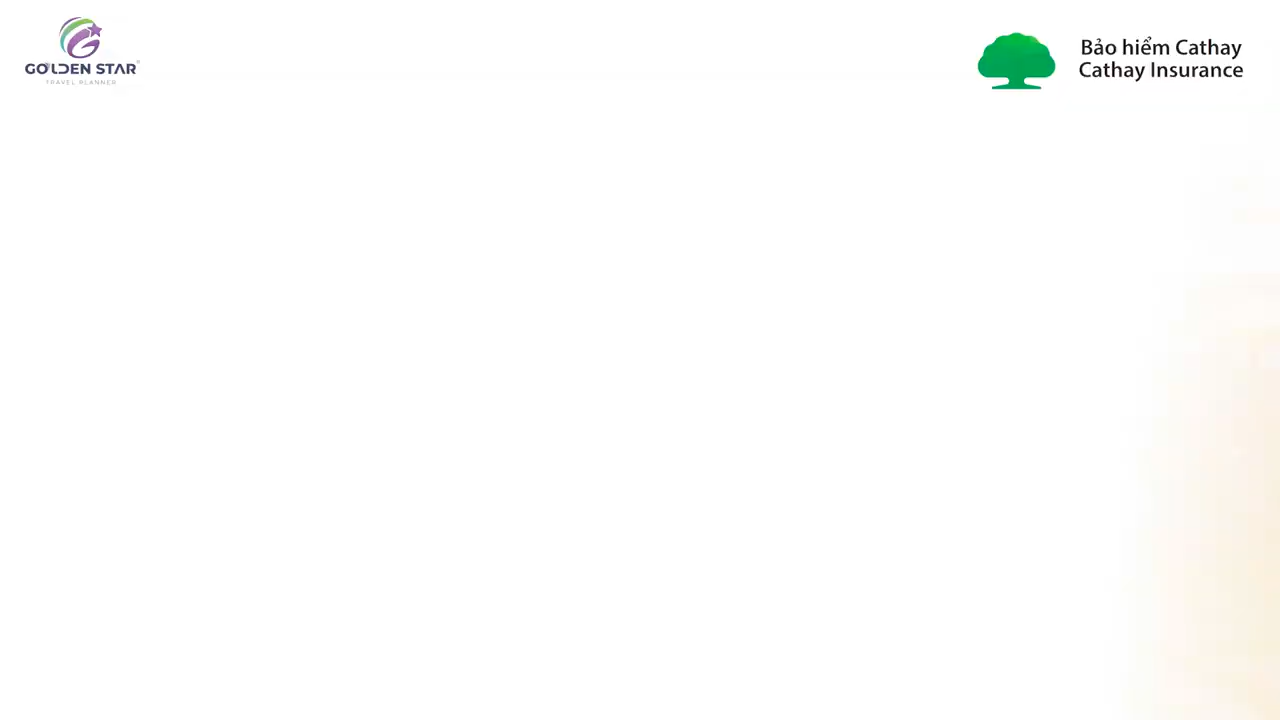 GOLDEN STAR
TRAVEL PLANNER
Bảo hiểm Cathay
Cathay Insurance